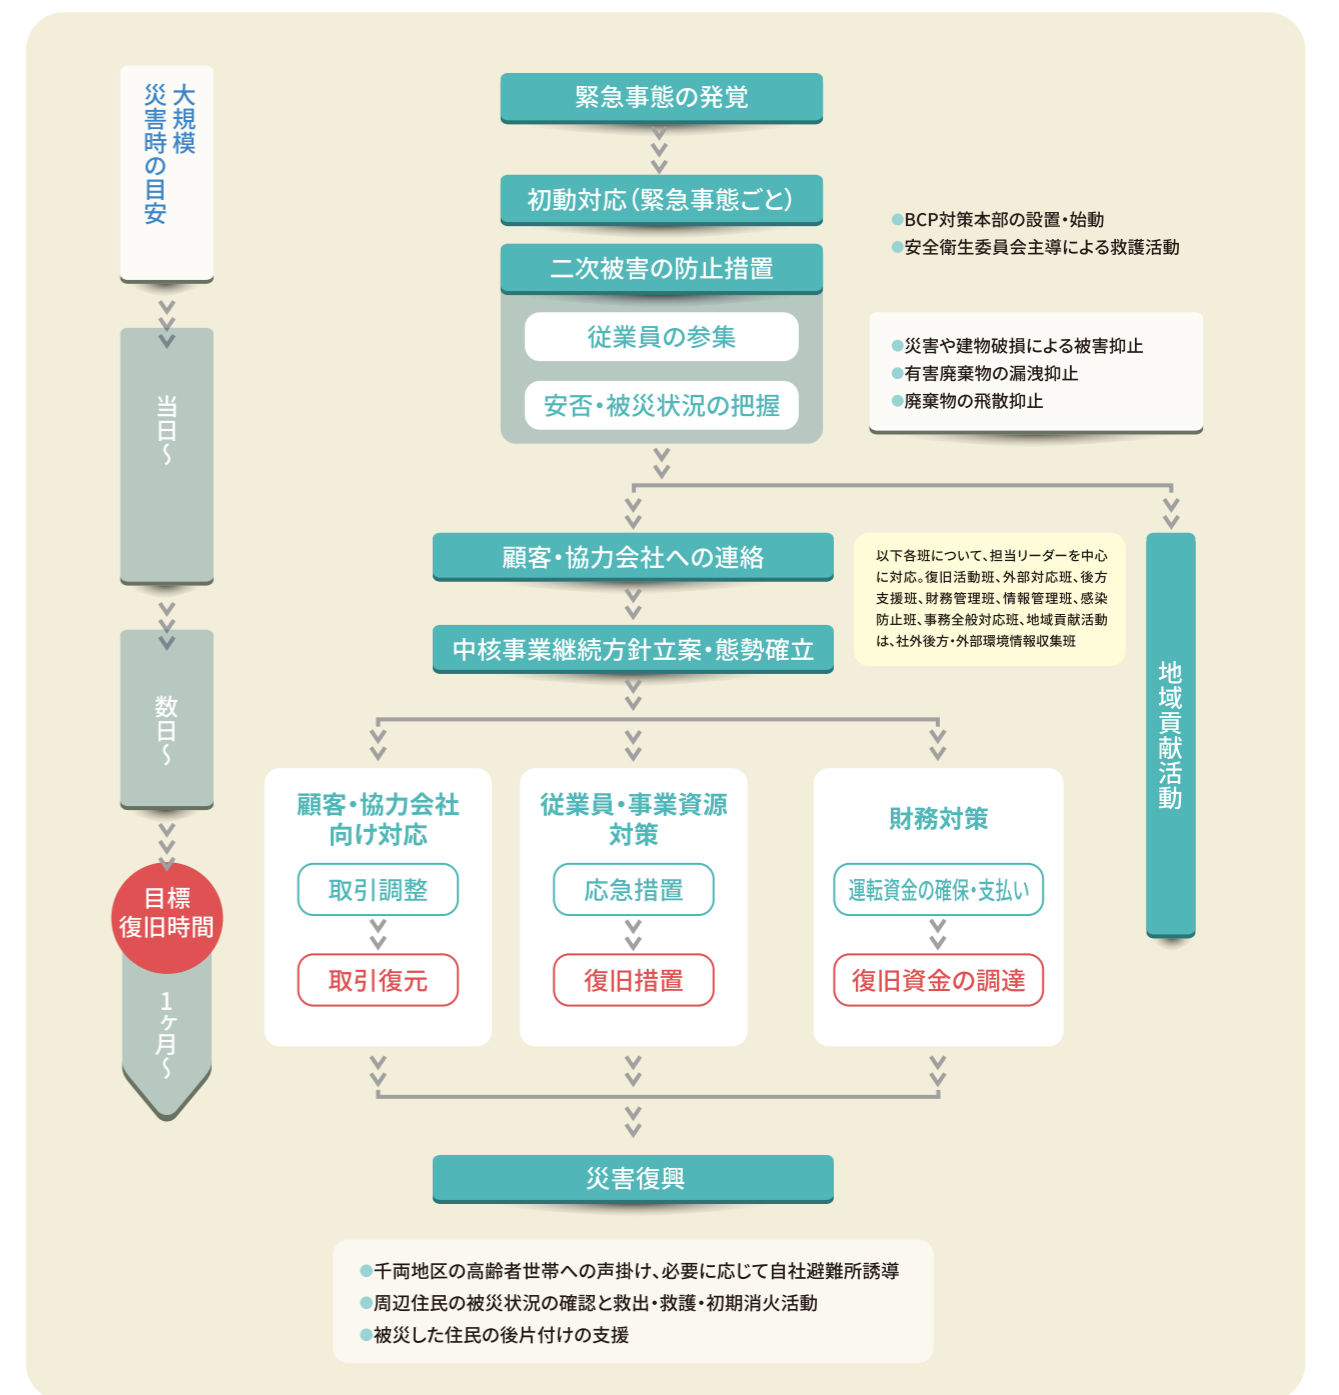 大規模
災害時の目安
当日～
数日～
目標
復旧時間
1ヶ月～
緊急事態の発覚
初動対応（緊急事態ごと）
●BCP対策本部の設置・始動
●安全衛生委員会主導による救護活動
二次被害の防止措置
従業員の参集
安否・被災状況の把握
●災害や建物破損による被害抑止
●有害廃棄物の漏洩抑止
●廃棄物の飛散抑止
顧客・協力会社への連絡
中核事業継続方針立案・態勢確立
以下各班について、担当リーダーを中心
に対応。復旧活動班、外部対応班、後方
支援班、財務管理班、情報管理班、感染
防止班、事務全般対応班、地域貢献活動
は、社外後方・外部環境情報収集班
地域貢献活動
顧客・協力会社
向け対応
取引調整
取引復元
従業員・事業資源
対策
応急措置
復旧措置
財務対策
運転資金の確保・支払い
復旧資金の調達
災害復興
●千両地区の高齢者世帯への声掛け、必要に応じて自社避難所誘導
●周辺住民の被災状況の確認と救出・救護・初期消火活動
●被災した住民の後片付けの支援